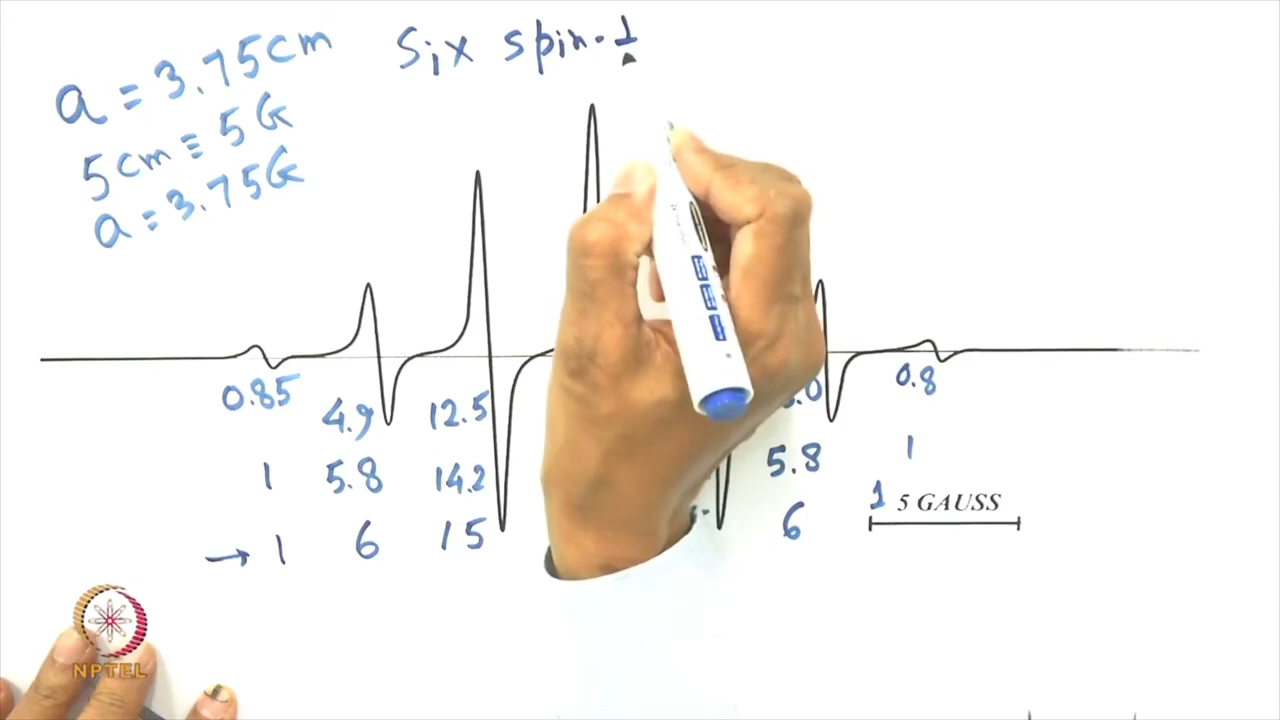 a = 3.75cm
5cm ≡ 5G
a = 3.75G
Six spin-1
0.85 4.9 12.5 .0 0.8
1 5.8 14.2 5.8 1
→ 1 6 15 6
1 5 GAUSS
NPTEL